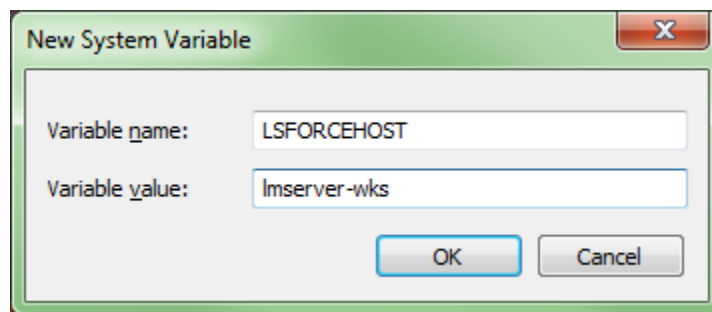 New System Variable
Variable name: LSFORCEHOST
Variable value: lmserver-wks
OK Cancel